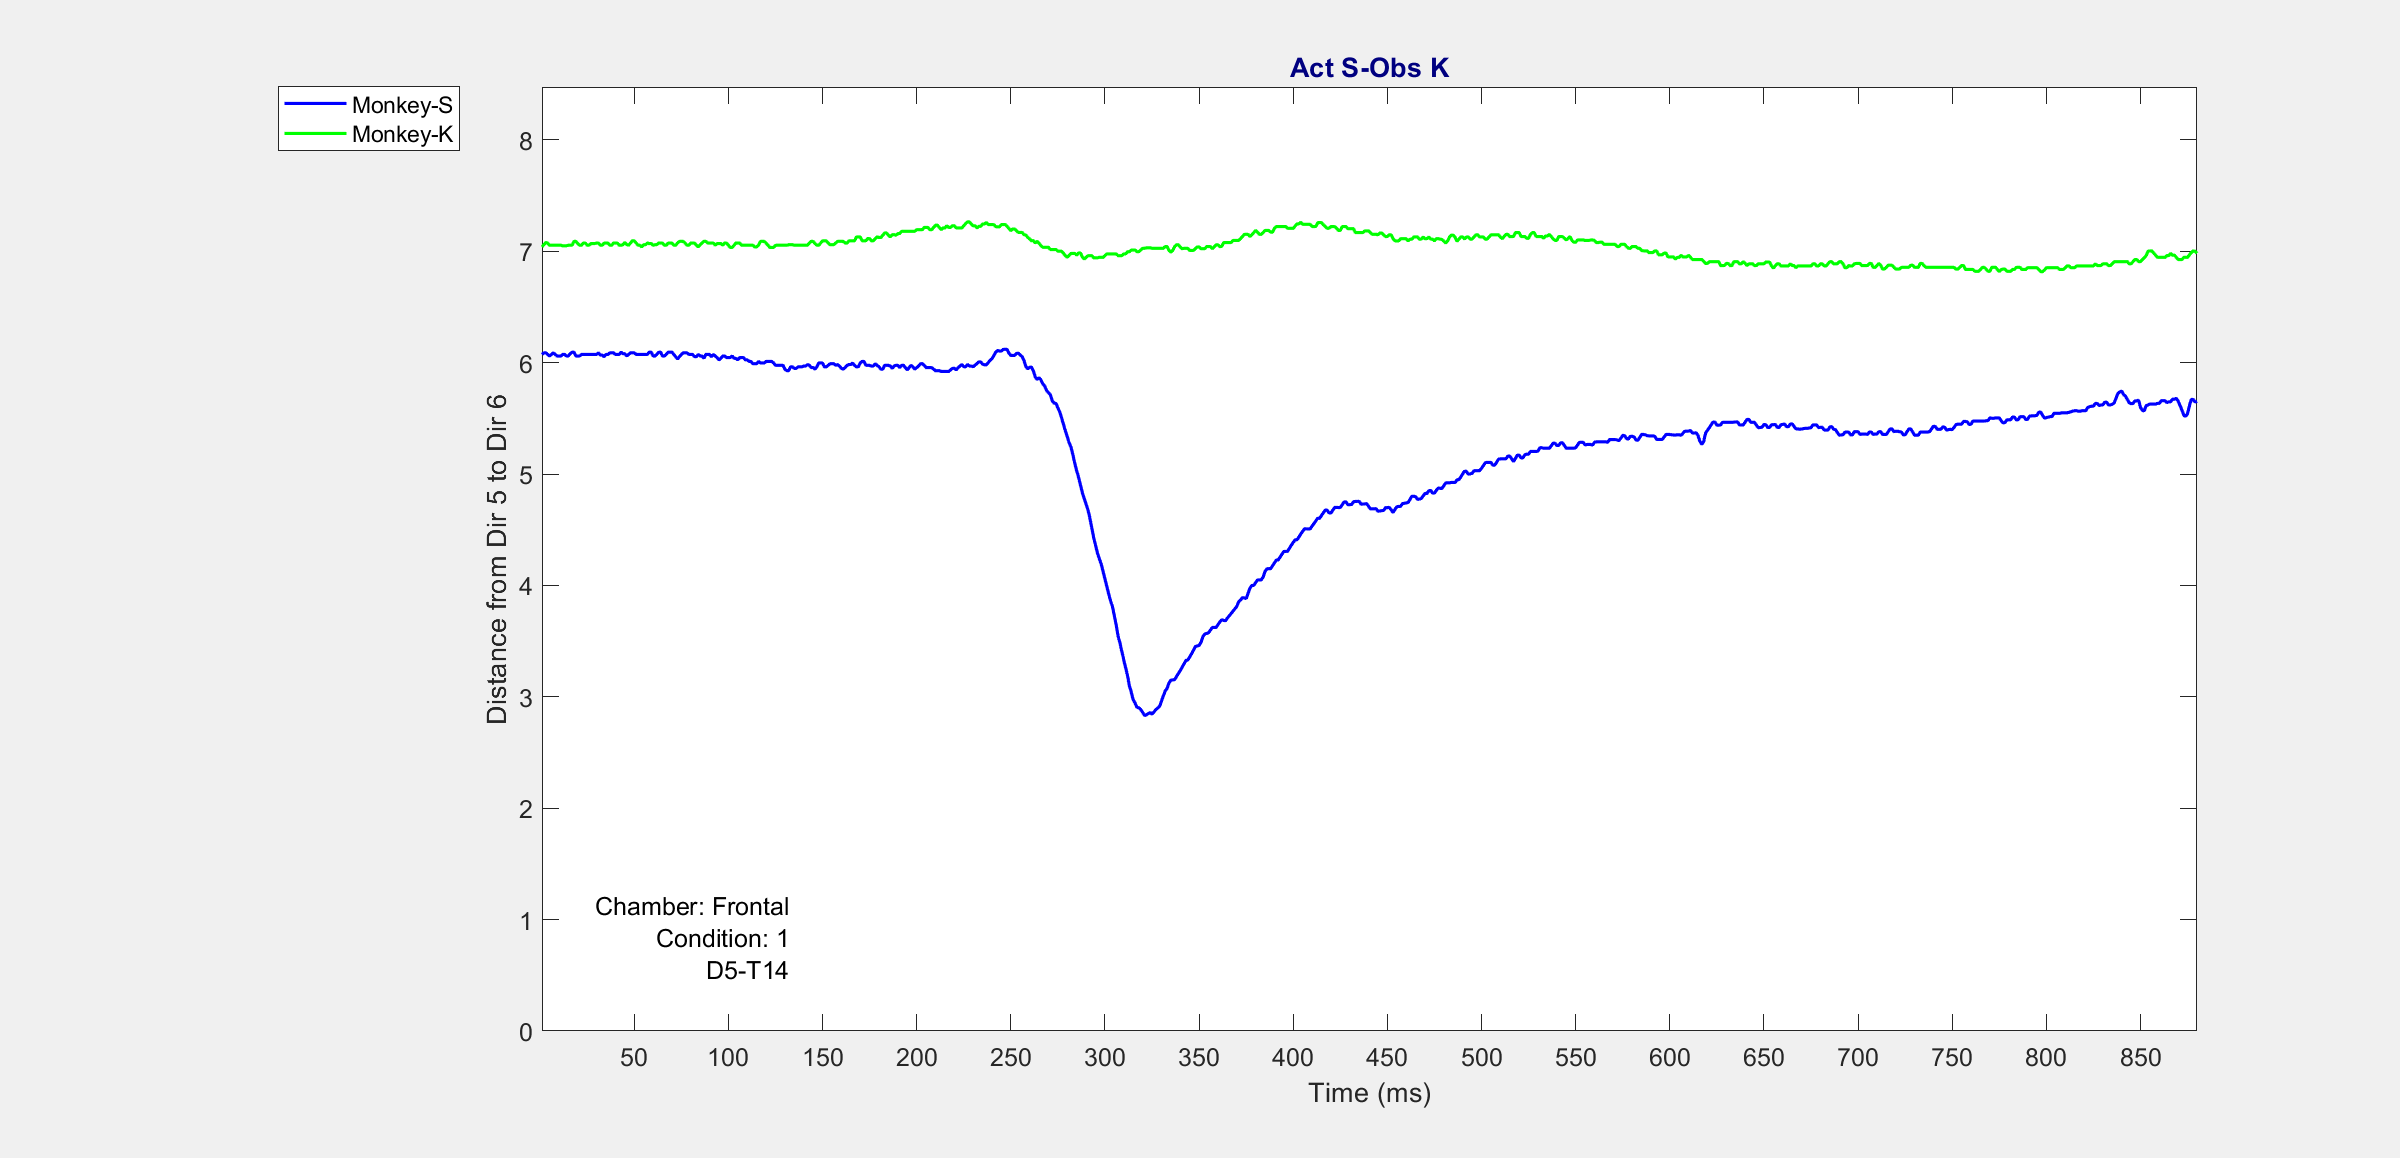 Act S-Obs K
Monkey-S
Monkey-K
Distance from Dir 5 to Dir 6
8
7
6
5
4
3
2
1
0
Chamber: Frontal
Condition: 1
D5-T14
50 100 150 200 250 300 350 400 450 500 550 600 650 700 750 800 850
Time (ms)